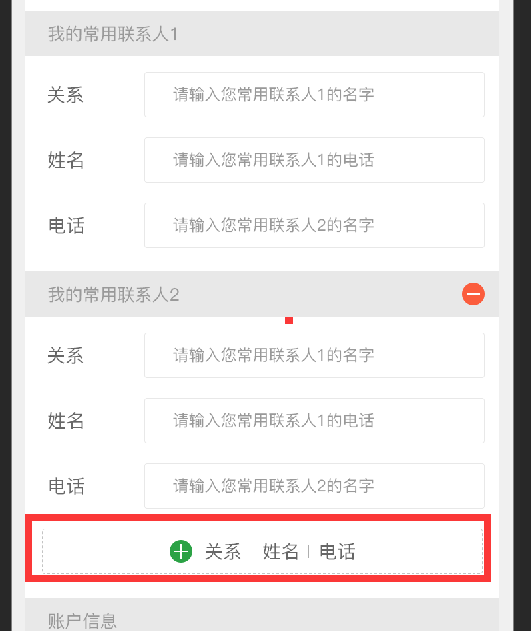 我的常用联系人1
关系 请输入您常用联系人1的名字
姓名 请输入您常用联系人1的电话
电话 请输入您常用联系人2的名字
我的常用联系人2
关系 请输入您常用联系人1的名字
姓名 请输入您常用联系人1的电话
电话 请输入您常用联系人2的名字
关系 姓名 | 电话
账户信息